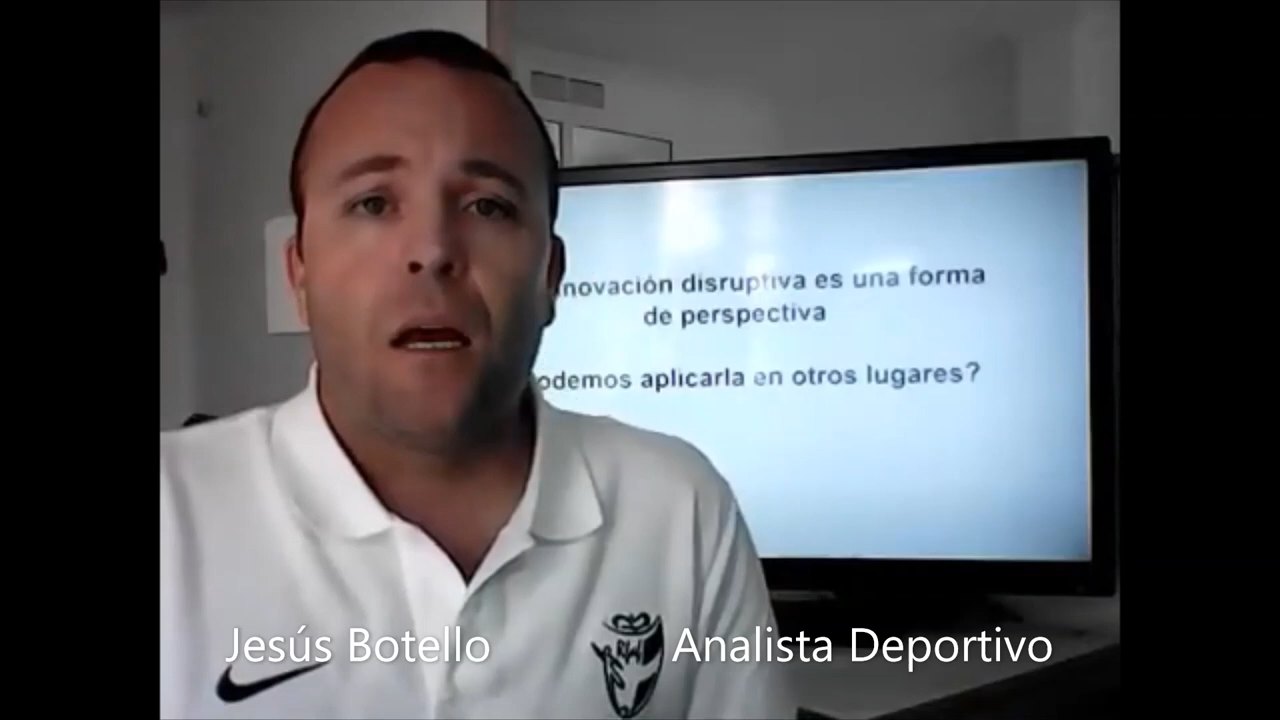 novación disruptiva es una forma
de perspectiva
odemos aplicarla en otros lugares?
Jesús Botello
Analista Deportivo